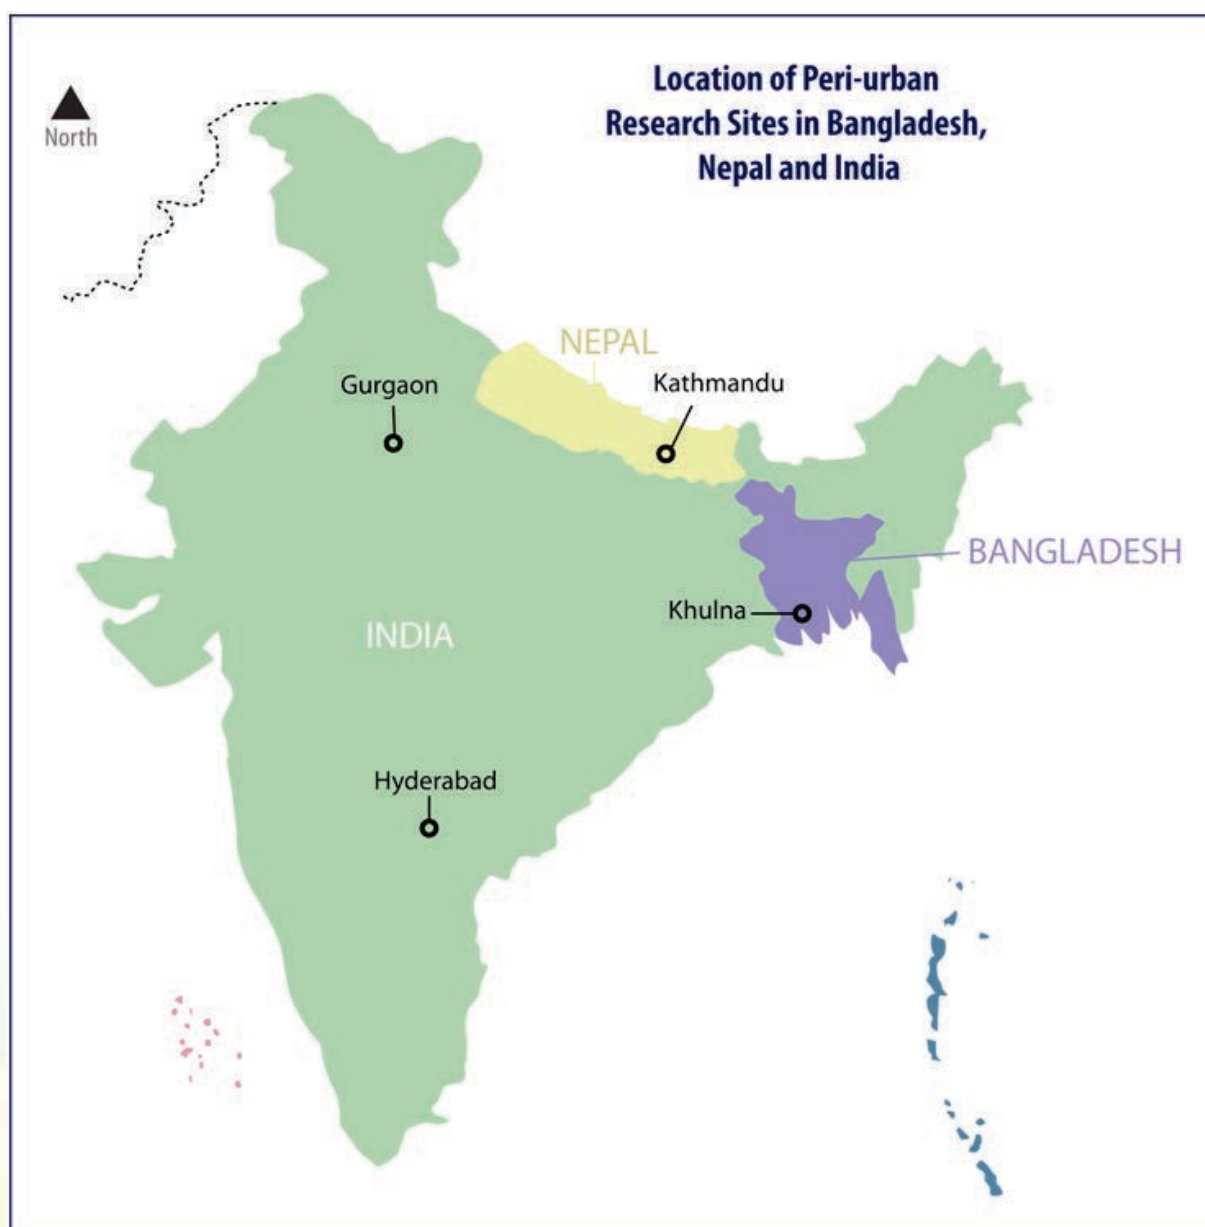 Location of Peri-urban
Research Sites in Bangladesh,
Nepal and India
North
NEPAL
Gurgaon
Kathmandu
BANGLADESH
Khulna
INDIA
Hyderabad